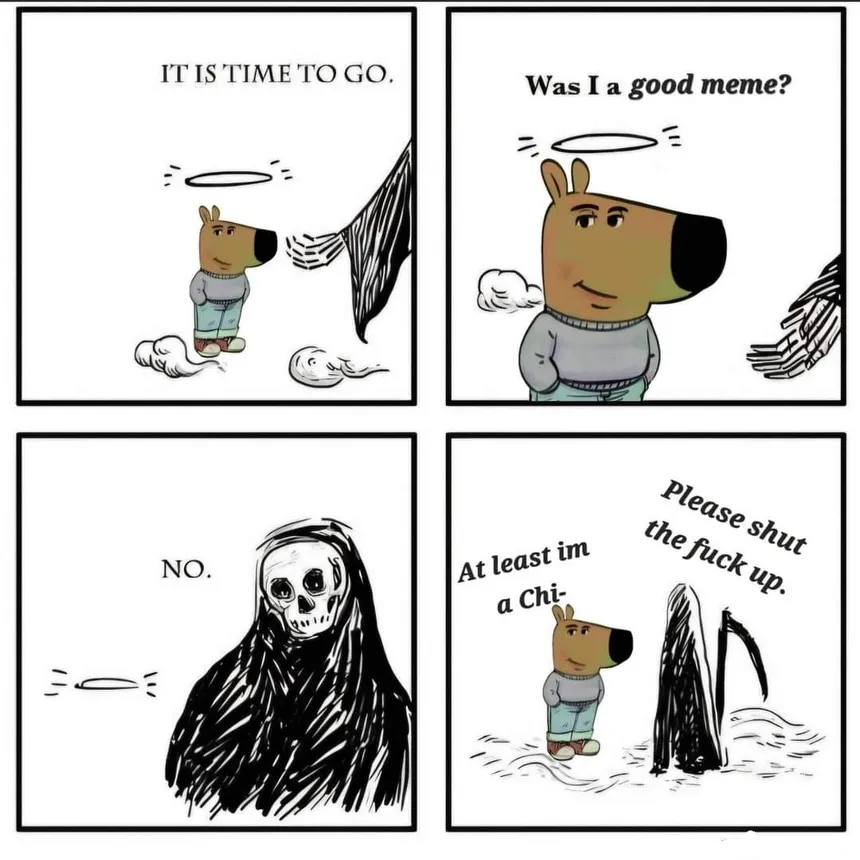 IT IS TIME TO GO.
Was I a good meme?
NO.
At least im
a Chi-
Please shut
the fuck up.